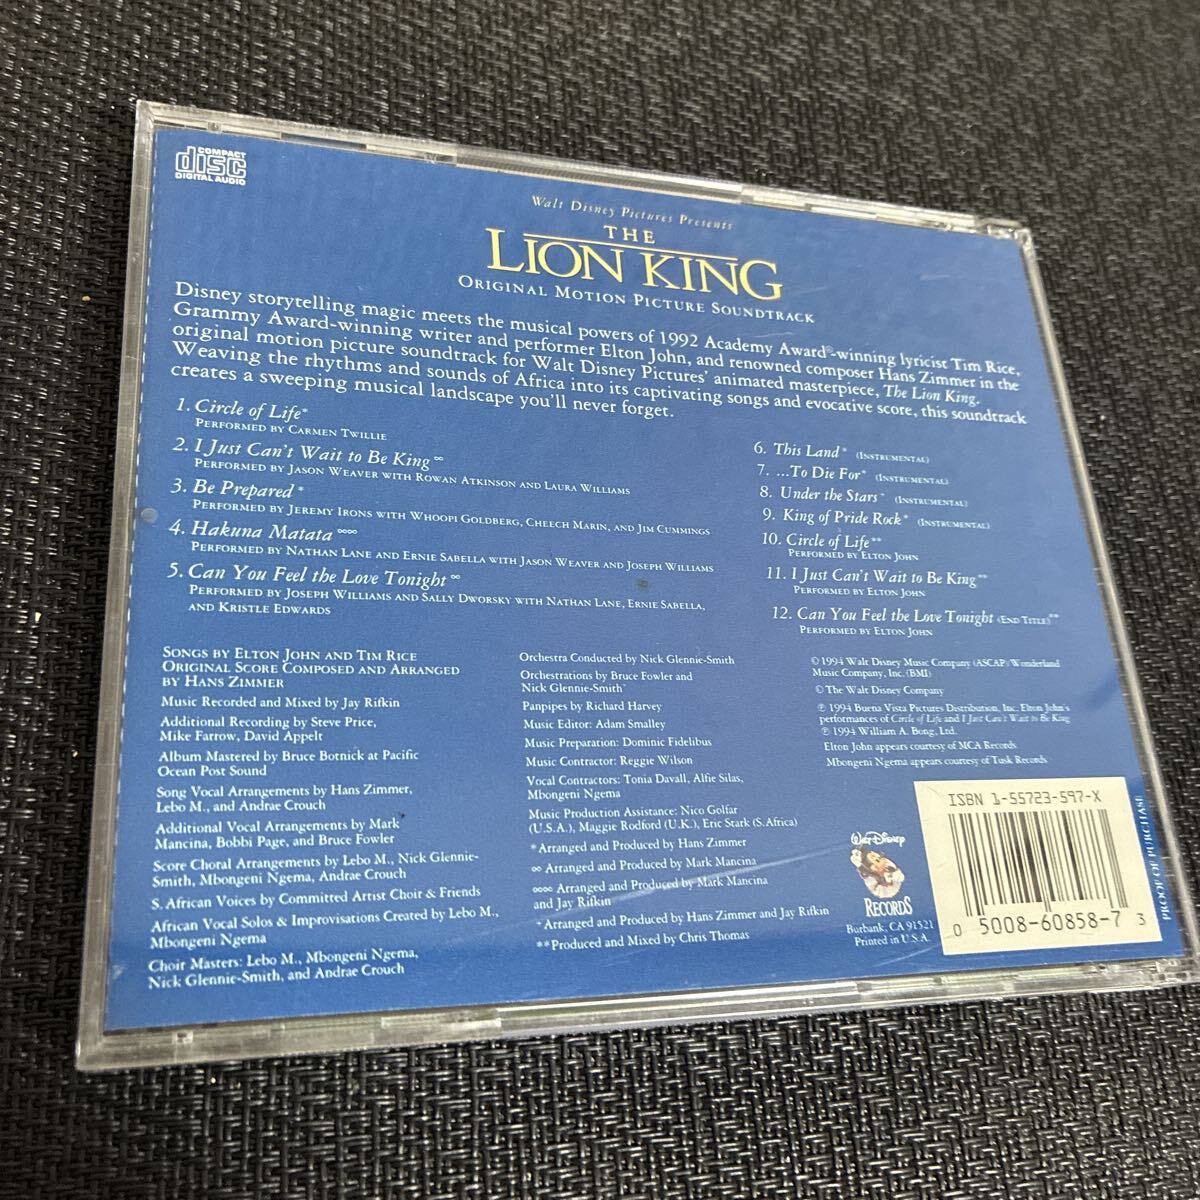 COMPACT
disc
DIGITAL AUDIO
Walt Disney Pictures Presents
THE
LION KING
ORIGINAL MOTION PICTURE SOUNDTRACK
Disney storytelling magic meets the musical powers of 1992 Academy Award®-winning lyricist Tim Rice,
Grammy Award-winning writer and performer Elton John, and renowned composer Hans Zimmer in the
original motion picture soundtrack for Walt Disney Pictures' animated masterpiece, The Lion King.
Weaving the rhythms and sounds of Africa into its captivating songs and evocative score, this soundtrack
creates a sweeping musical landscape you'll never forget.
1. Circle of Life*
PERFORMED BY CARMEN TWILLIE
2. I Just Can't Wait to Be King ∞
PERFORMED BY JASON WEAVER WITH ROWAN ATKINSON AND LAURA WILLIAMS
3. Be Prepared *
PERFORMED BY JEREMY IRONS WITH WHOOPI GOLDBERG, CHEECH MARIN, AND JIM CUMMINGS
4. Hakuna Matata ∞∞
PERFORMED BY NATHAN LANE AND ERNIE SABELLA WITH JASON WEAVER AND JOSEPH WILLIAMS
5. Can You Feel the Love Tonight ∞
PERFORMED BY JOSEPH WILLIAMS AND SALLY DWORSKY WITH NATHAN LANE, ERNIE SABELLA,
AND KRISTLE EDWARDS
6. This Land * (INSTRUMENTAL)
7. ...To Die For* (INSTRUMENTAL)
8. Under the Stars* (INSTRUMENTAL)
9. King of Pride Rock* (INSTRUMENTAL)
10. Circle of Life**
PERFORMED BY ELTON JOHN
11. I Just Can't Wait to Be King**
PERFORMED BY ELTON JOHN
12. Can You Feel the Love Tonight (END TITLE)**
PERFORMED BY ELTON JOHN
SONGS BY ELTON JOHN AND TIM RICE
ORIGINAL SCORE COMPOSED AND ARRANGED
BY HANS ZIMMER
Music Recorded and Mixed by Jay Rifkin
Additional Recording by Steve Price,
Mike Farrow, David Appelt
Album Mastered by Bruce Botnick at Pacific
Ocean Post Sound
Song Vocal Arrangements by Hans Zimmer,
Lebo M., and Andrae Crouch
Additional Vocal Arrangements by Mark
Mancina, Bobbi Page, and Bruce Fowler
Score Choral Arrangements by Lebo M., Nick Glennie-
Smith, Mbongeni Ngema, Andrae Crouch
S. African Voices by Committed Artist Choir & Friends
African Vocal Solos & Improvisations Created by Lebo M.,
Mbongeni Ngema
Choir Masters: Lebo M., Mbongeni Ngema,
Nick Glennie-Smith, and Andrae Crouch
Orchestra Conducted by Nick Glennie-Smith
Orchestrations by Bruce Fowler and
Nick Glennie-Smith
Panpipes by Richard Harvey
Music Editor: Adam Smalley
Music Preparation: Dominic Fidelibus
Music Contractor: Reggie Wilson
Vocal Contractors: Tonia Davall, Alfie Silas,
Mbongeni Ngema
Music Production Assistance: Nico Golfar
(U.S.A.), Maggie Rodford (U.K.), Eric Stark (S.Africa)
* Arranged and Produced by Hans Zimmer
∞ Arranged and Produced by Mark Mancina
∞∞ Arranged and Produced by Mark Mancina
and Jay Rifkin
⁺ Arranged and Produced by Hans Zimmer and Jay Rifkin
** Produced and Mixed by Chris Thomas
© 1994 Walt Disney Music Company (ASCAP)/Wonderland
Music Company, Inc. (BMI)
© The Walt Disney Company
℗ 1994 Buena Vista Pictures Distribution, Inc. Elton John's
performances of Circle of Life and I Just Can't Wait to Be King
℗ 1994 William A. Bong, Ltd.
Elton John appears courtesy of MCA Records
Mbongeni Ngema appears courtesy of Tusk Records
WALT DISNEY
RECORDS
Burbank, CA 91521
Printed in U.S.A.
ISBN 1-55723-597-X
0 5008-60858-7 3
PROOF OF PURCHASE